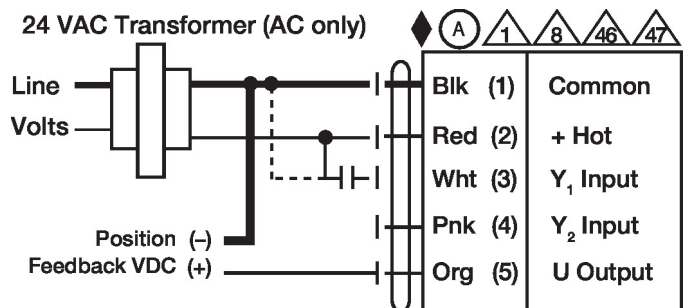 24 VAC Transformer (AC only)
A 1 8 46 47
Line
Volts
Blk (1) Common
Red (2) + Hot
Wht (3) Y1 Input
Pnk (4) Y2 Input
Org (5) U Output
Position (–)
Feedback VDC (+)